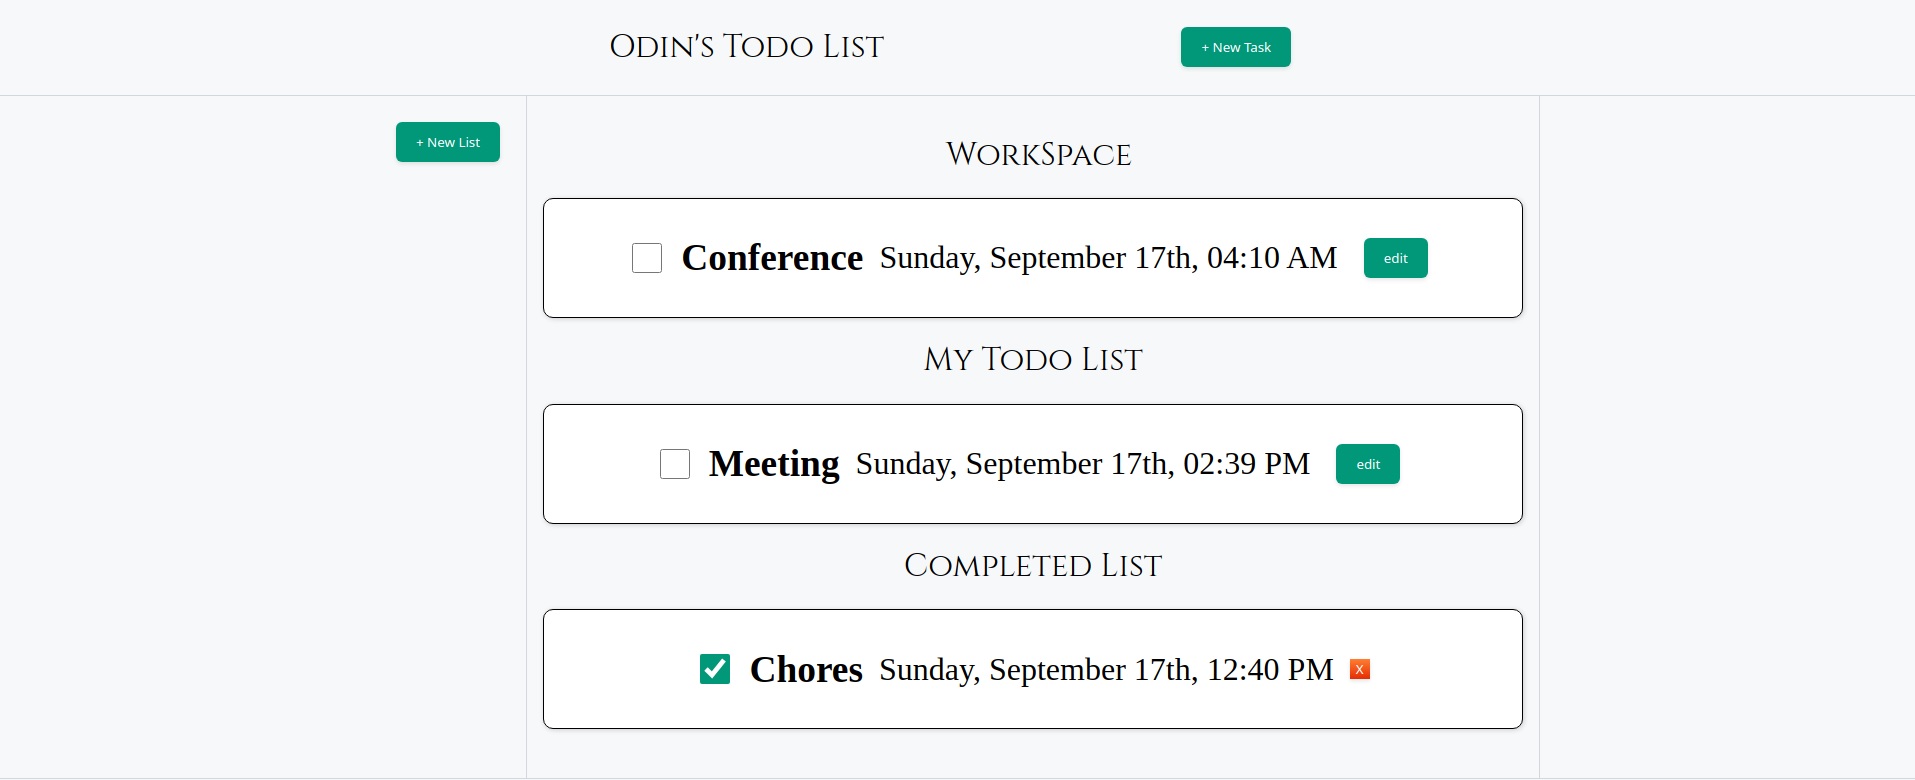 Odin's Todo List
+ New Task
+ New List
WorkSpace
Conference Sunday, September 17th, 04:10 AM edit
My Todo List
Meeting Sunday, September 17th, 02:39 PM edit
Completed List
Chores Sunday, September 17th, 12:40 PM X